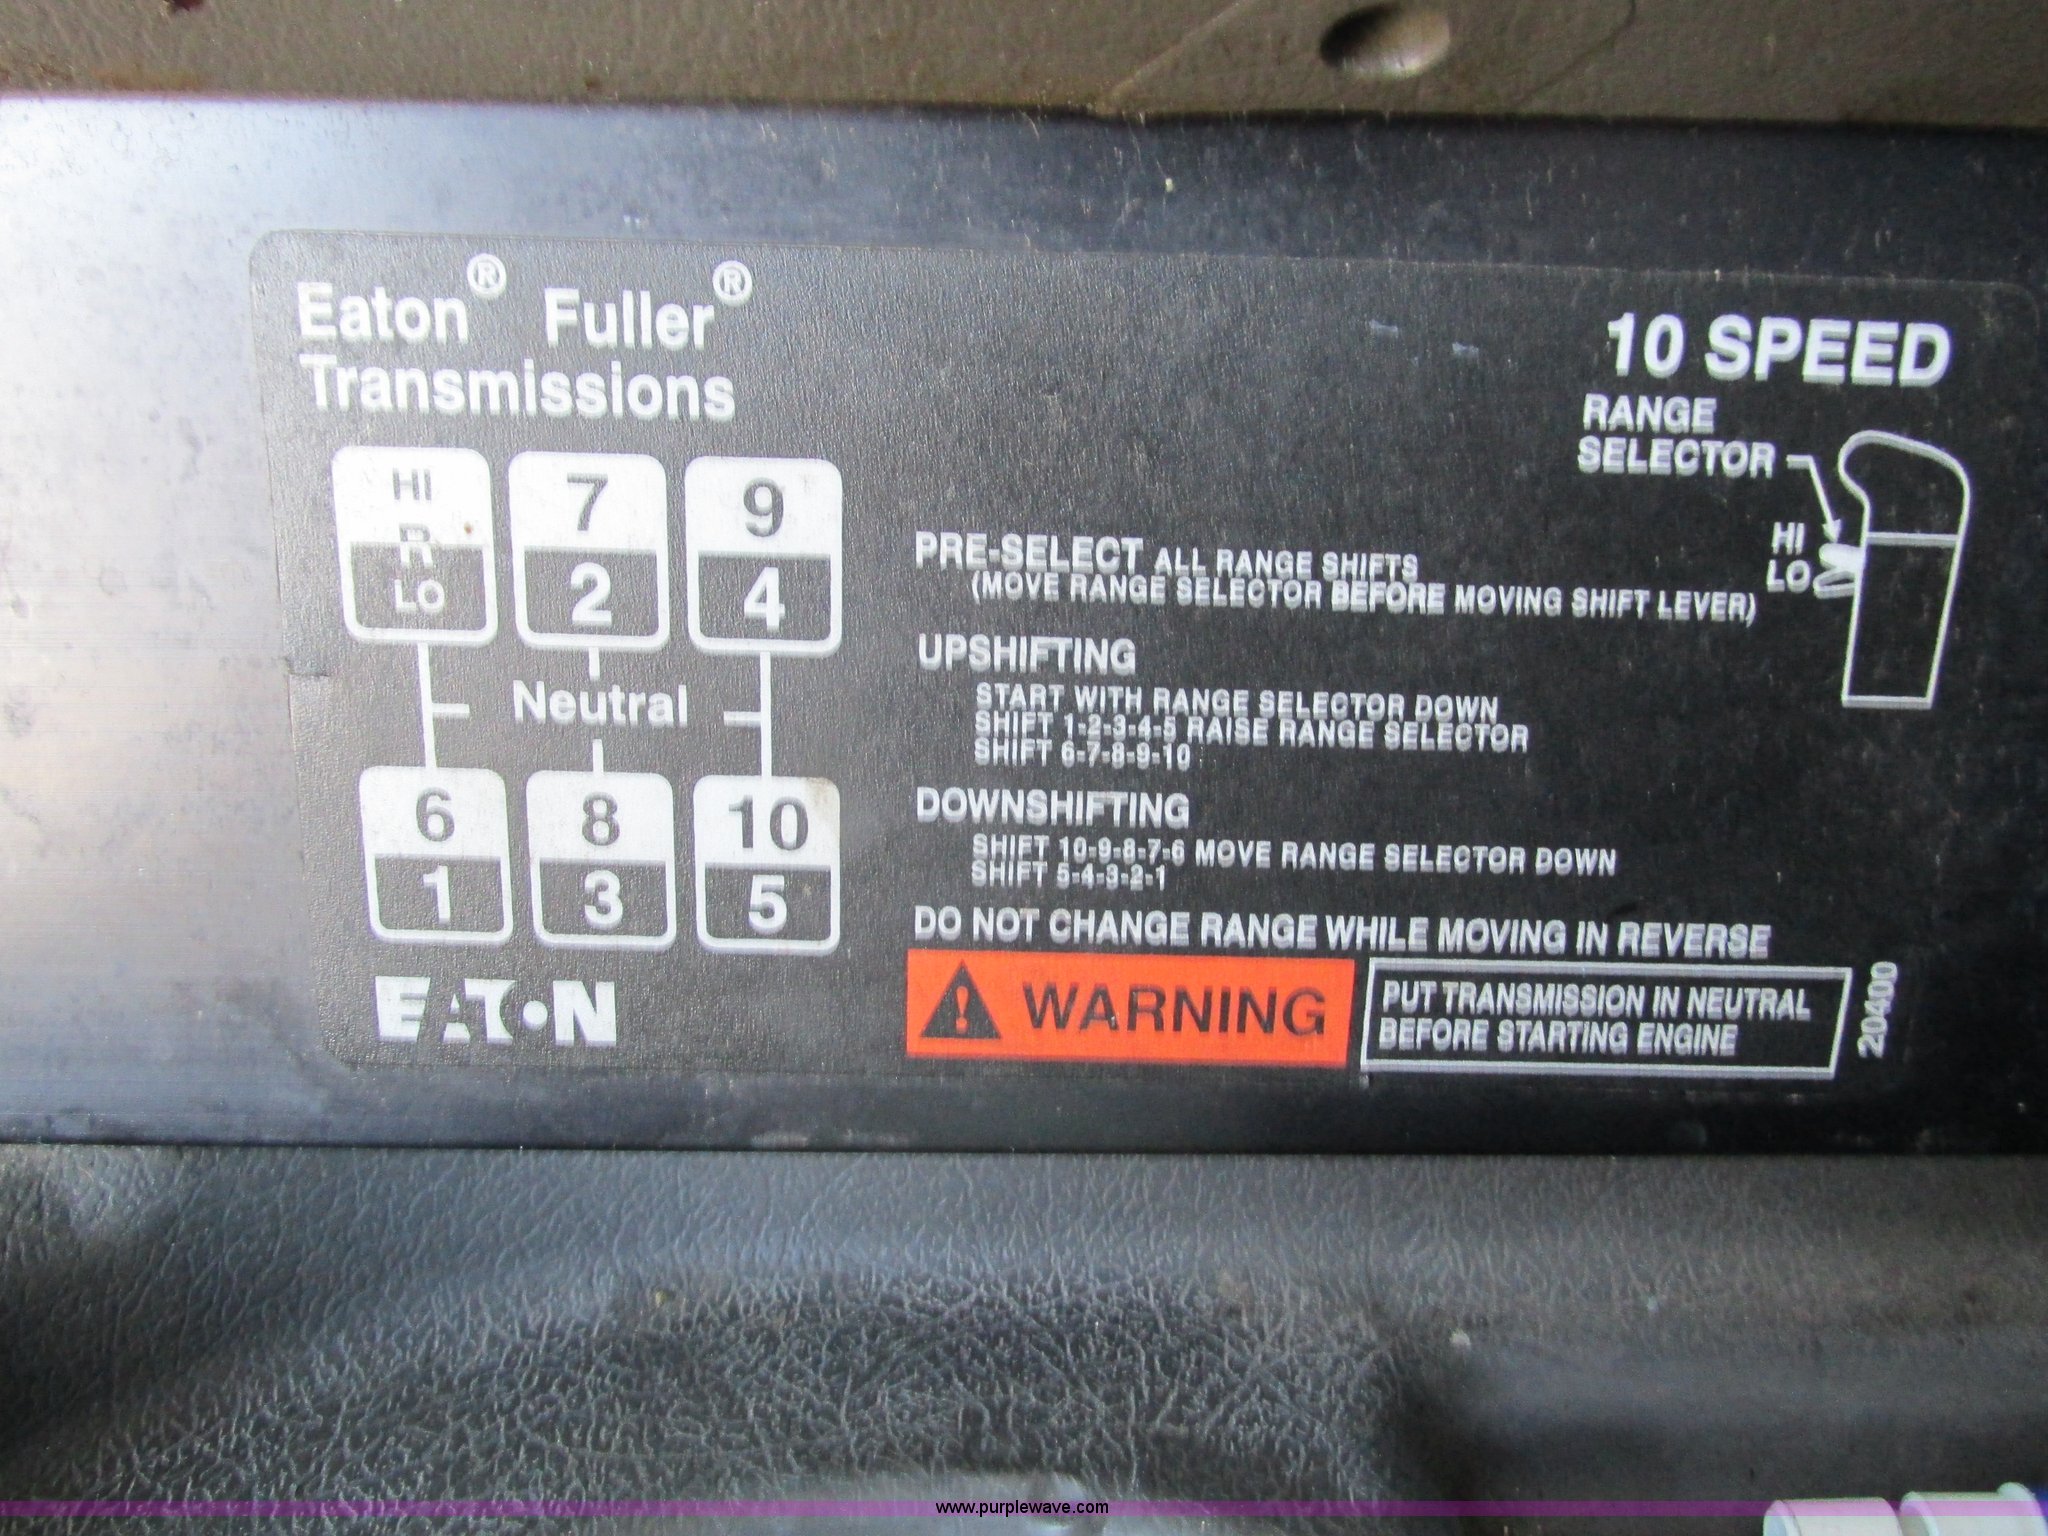 Eaton® Fuller®
Transmissions
HI
R
LO
7
2
9
4
Neutral
6
1
8
3
10
5
EATON
10 SPEED
RANGE
SELECTOR
HI
LO
PRE-SELECT ALL RANGE SHIFTS
(MOVE RANGE SELECTOR BEFORE MOVING SHIFT LEVER)
UPSHIFTING
START WITH RANGE SELECTOR DOWN
SHIFT 1-2-3-4-5 RAISE RANGE SELECTOR
SHIFT 6-7-8-9-10
DOWNSHIFTING
SHIFT 10-9-8-7-6 MOVE RANGE SELECTOR DOWN
SHIFT 5-4-3-2-1
DO NOT CHANGE RANGE WHILE MOVING IN REVERSE
WARNING
PUT TRANSMISSION IN NEUTRAL
BEFORE STARTING ENGINE
20400
www.purplewave.com